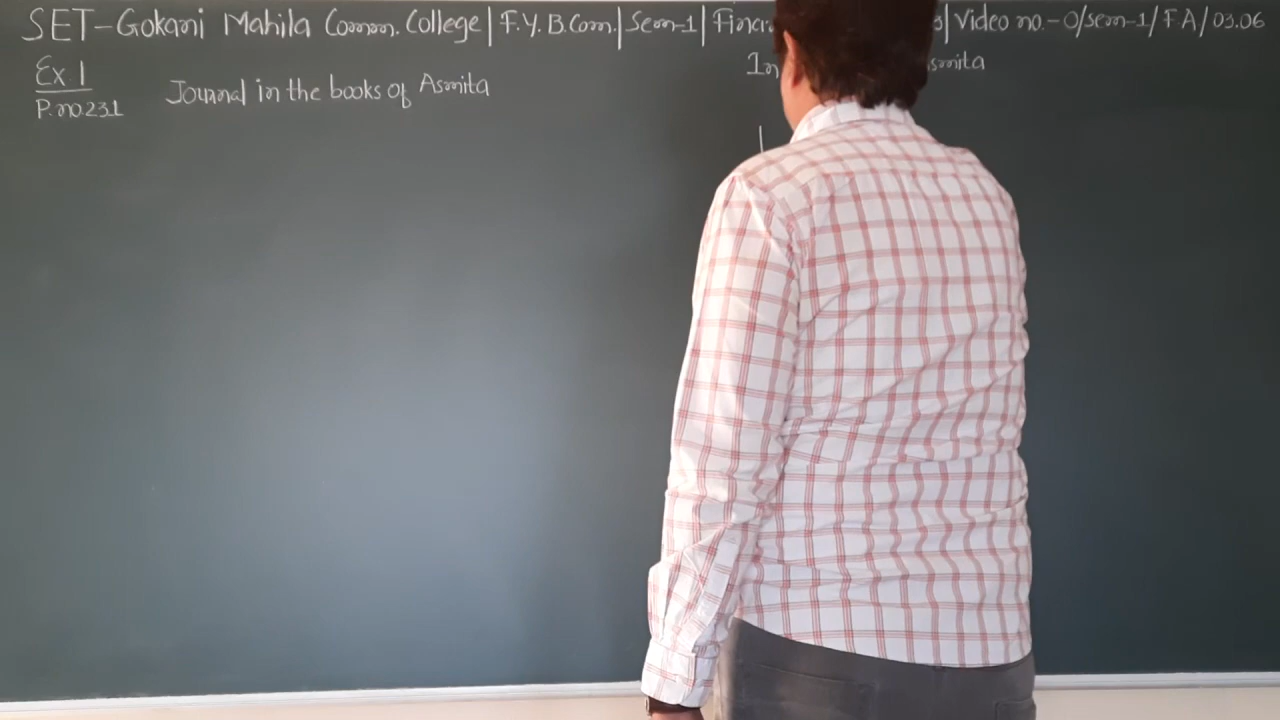 SET-Gokani Mahila Comm. College | F.Y. B.Com. | Sem-1 | Video no.-0/sem-1/FA/03.06
Ex 1
P.no.231
Journal in the books of Asmita
In